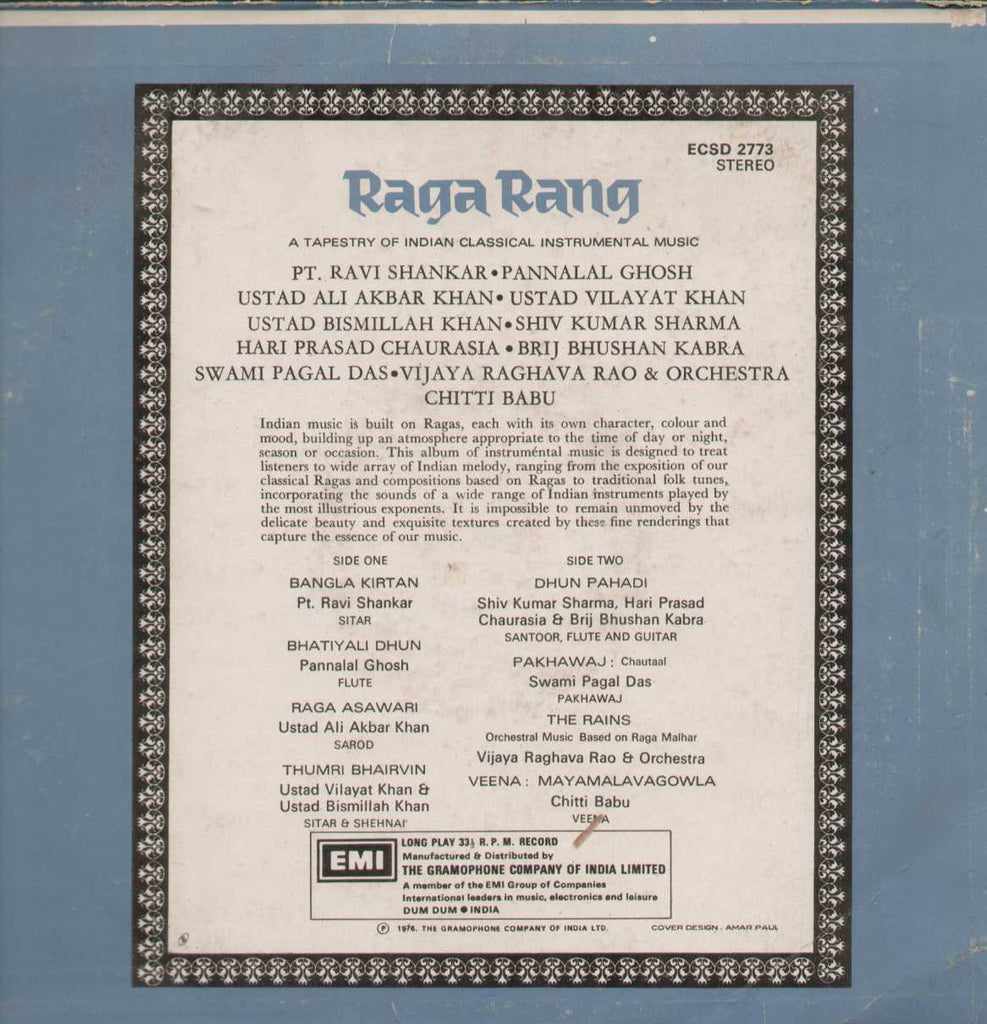 ECSD 2773
STEREO
Raga Rang
A TAPESTRY OF INDIAN CLASSICAL INSTRUMENTAL MUSIC
PT. RAVI SHANKAR • PANNALAL GHOSH
USTAD ALI AKBAR KHAN • USTAD VILAYAT KHAN
USTAD BISMILLAH KHAN • SHIV KUMAR SHARMA
HARI PRASAD CHAURASIA • BRIJ BHUSHAN KABRA
SWAMI PAGAL DAS • VIJAYA RAGHAVA RAO & ORCHESTRA
CHITTI BABU
Indian music is built on Ragas, each with its own character, colour and
mood, building up an atmosphere appropriate to the time of day or night,
season or occasion. This album of instrumental music is designed to treat
listeners to wide array of Indian melody, ranging from the exposition of our
classical Ragas and compositions based on Ragas to traditional folk tunes,
incorporating the sounds of a wide range of Indian instruments played by
the most illustrious exponents. It is impossible to remain unmoved by the
delicate beauty and exquisite textures created by these fine renderings that
capture the essence of our music.
SIDE ONE
BANGLA KIRTAN
Pt. Ravi Shankar
SITAR
BHATIYALI DHUN
Pannalal Ghosh
FLUTE
RAGA ASAWARI
Ustad Ali Akbar Khan
SAROD
THUMRI BHAIRVIN
Ustad Vilayat Khan &
Ustad Bismillah Khan
SITAR & SHEHNAI
SIDE TWO
DHUN PAHADI
Shiv Kumar Sharma, Hari Prasad
Chaurasia & Brij Bhushan Kabra
SANTOOR, FLUTE AND GUITAR
PAKHAWAJ : Chautaal
Swami Pagal Das
PAKHAWAJ
THE RAINS
Orchestral Music Based on Raga Malhar
Vijaya Raghava Rao & Orchestra
VEENA : MAYAMALAVAGOWLA
Chitti Babu
VEENA
EMI
LONG PLAY 33⅓ R. P. M. RECORD
Manufactured & Distributed by
THE GRAMOPHONE COMPANY OF INDIA LIMITED
A member of the EMI Group of Companies
International leaders in music, electronics and leisure
DUM DUM • INDIA
Ⓟ 1976. THE GRAMOPHONE COMPANY OF INDIA LTD.
COVER DESIGN . AMAR PAUL